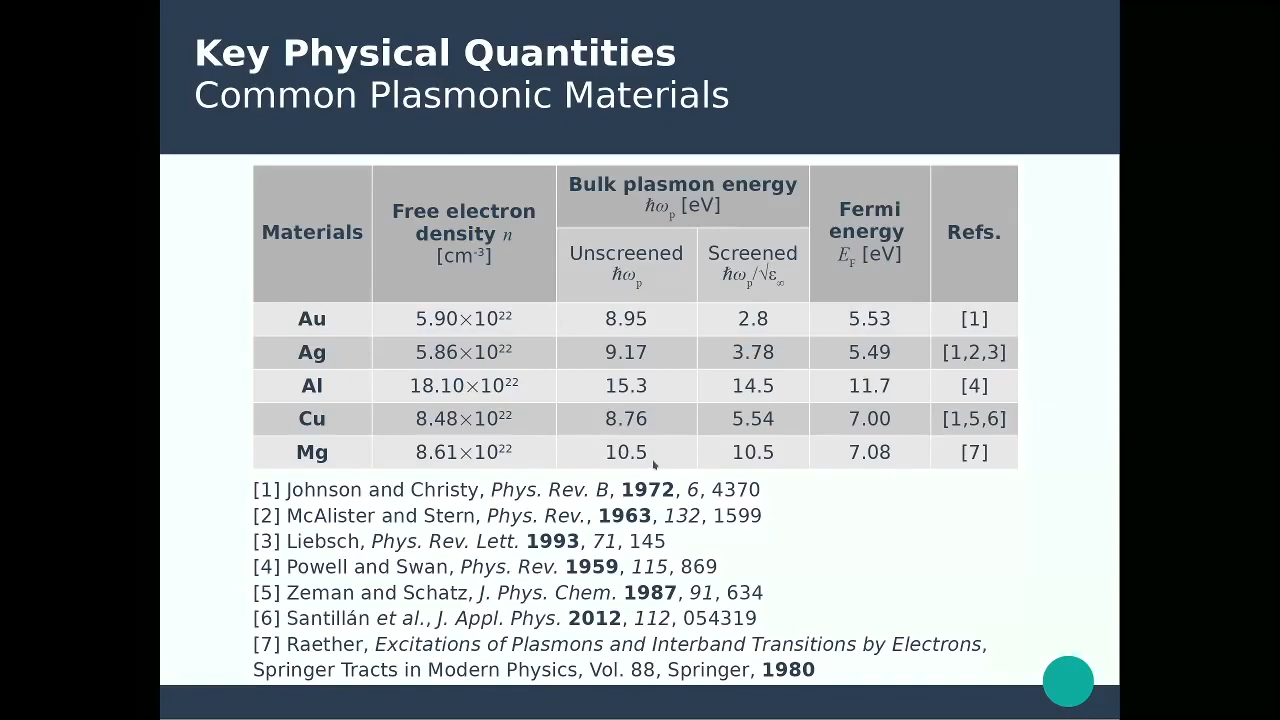 Key Physical Quantities
Common Plasmonic Materials
Materials
Free electron
density n
[cm⁻³]
Bulk plasmon energy
ℏωₚ [eV]
Unscreened
ℏωₚ
Screened
ℏωₚ/√ε∞
Fermi
energy
E_F [eV]
Refs.
Au 5.90×10²² 8.95 2.8 5.53 [1]
Ag 5.86×10²² 9.17 3.78 5.49 [1,2,3]
Al 18.10×10²² 15.3 14.5 11.7 [4]
Cu 8.48×10²² 8.76 5.54 7.00 [1,5,6]
Mg 8.61×10²² 10.5 10.5 7.08 [7]
[1] Johnson and Christy, Phys. Rev. B, 1972, 6, 4370
[2] McAlister and Stern, Phys. Rev., 1963, 132, 1599
[3] Liebsch, Phys. Rev. Lett. 1993, 71, 145
[4] Powell and Swan, Phys. Rev. 1959, 115, 869
[5] Zeman and Schatz, J. Phys. Chem. 1987, 91, 634
[6] Santillán et al., J. Appl. Phys. 2012, 112, 054319
[7] Raether, Excitations of Plasmons and Interband Transitions by Electrons,
Springer Tracts in Modern Physics, Vol. 88, Springer, 1980